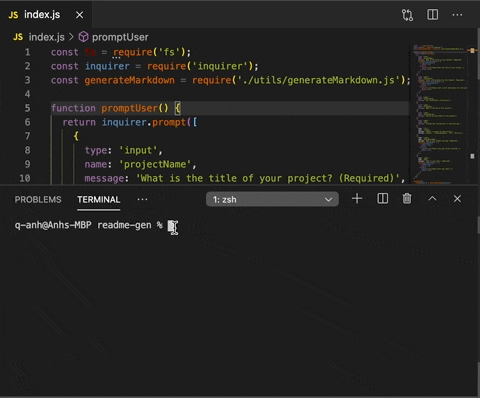 JS index.js
JS index.js > promptUser
1 const fs = require('fs');
2 const inquirer = require('inquirer');
3 const generateMarkdown = require('./utils/generateMarkdown.js');
4
5 function promptUser() {
6 return inquirer.prompt([
7 {
8 type: 'input',
9 name: 'projectName',
10 message: 'What is the title of your project? (Required)',
PROBLEMS TERMINAL ... 1: zsh
q-anh@Anhs-MBP readme-gen %